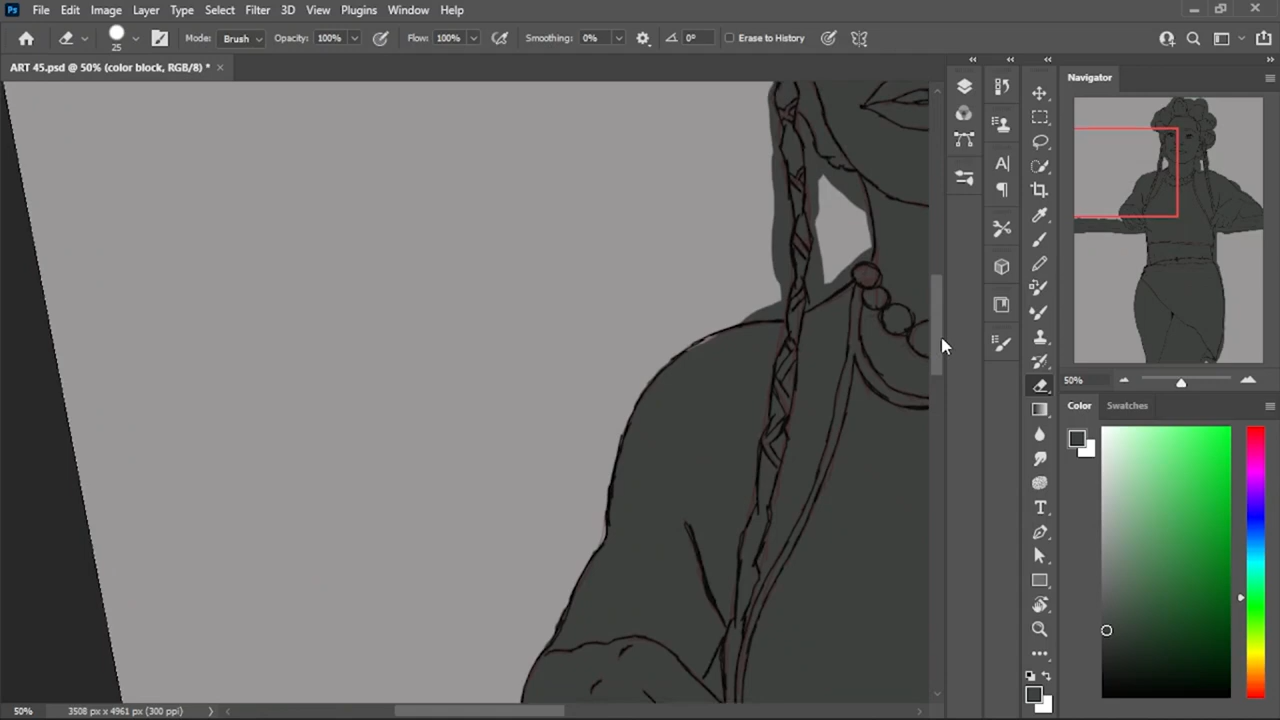 Ps File Edit Image Layer Type Select Filter 3D View Plugins Window Help
25 Mode: Brush Opacity: 100% Flow: 100% Smoothing: 0% 0° Erase to History
ART 45.psd @ 50% (color block, RGB/8) *
Navigator
50%
Color Swatches
50% 3508 px x 4961 px (300 ppi)